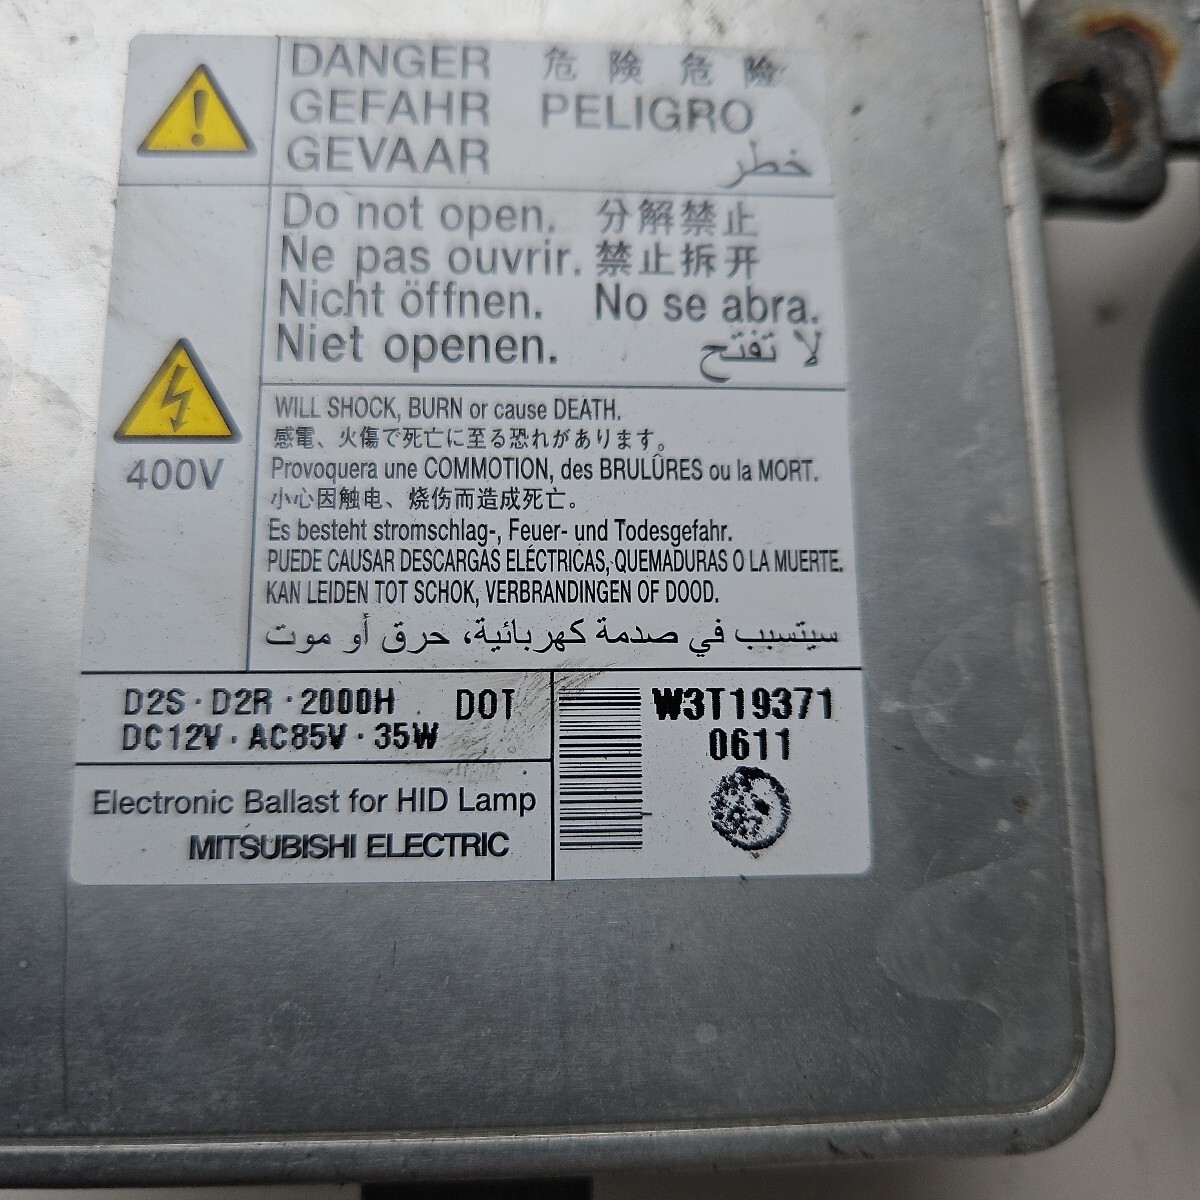 DANGER 危 険 危 險
GEFAHR PELIGRO
GEVAAR خطر
Do not open. 分解禁止
Ne pas ouvrir. 禁止拆开
Nicht öffnen. No se abra.
Niet openen. لا تفتح
400V
WILL SHOCK, BURN or cause DEATH.
感電、火傷で死亡に至る恐れがあります。
Provoquera une COMMOTION, des BRULÛRES ou la MORT.
小心因触电、烧伤而造成死亡。
Es besteht stromschlag-, Feuer- und Todesgefahr.
PUEDE CAUSAR DESCARGAS ELÉCTRICAS, QUEMADURAS O LA MUERTE.
KAN LEIDEN TOT SCHOK, VERBRANDINGEN OF DOOD.
سيتسبب في صدمة كهربائية، حرق أو موت
D2S · D2R · 2000H DOT
DC12V · AC85V · 35W
Electronic Ballast for HID Lamp
MITSUBISHI ELECTRIC
W3T19371
0611